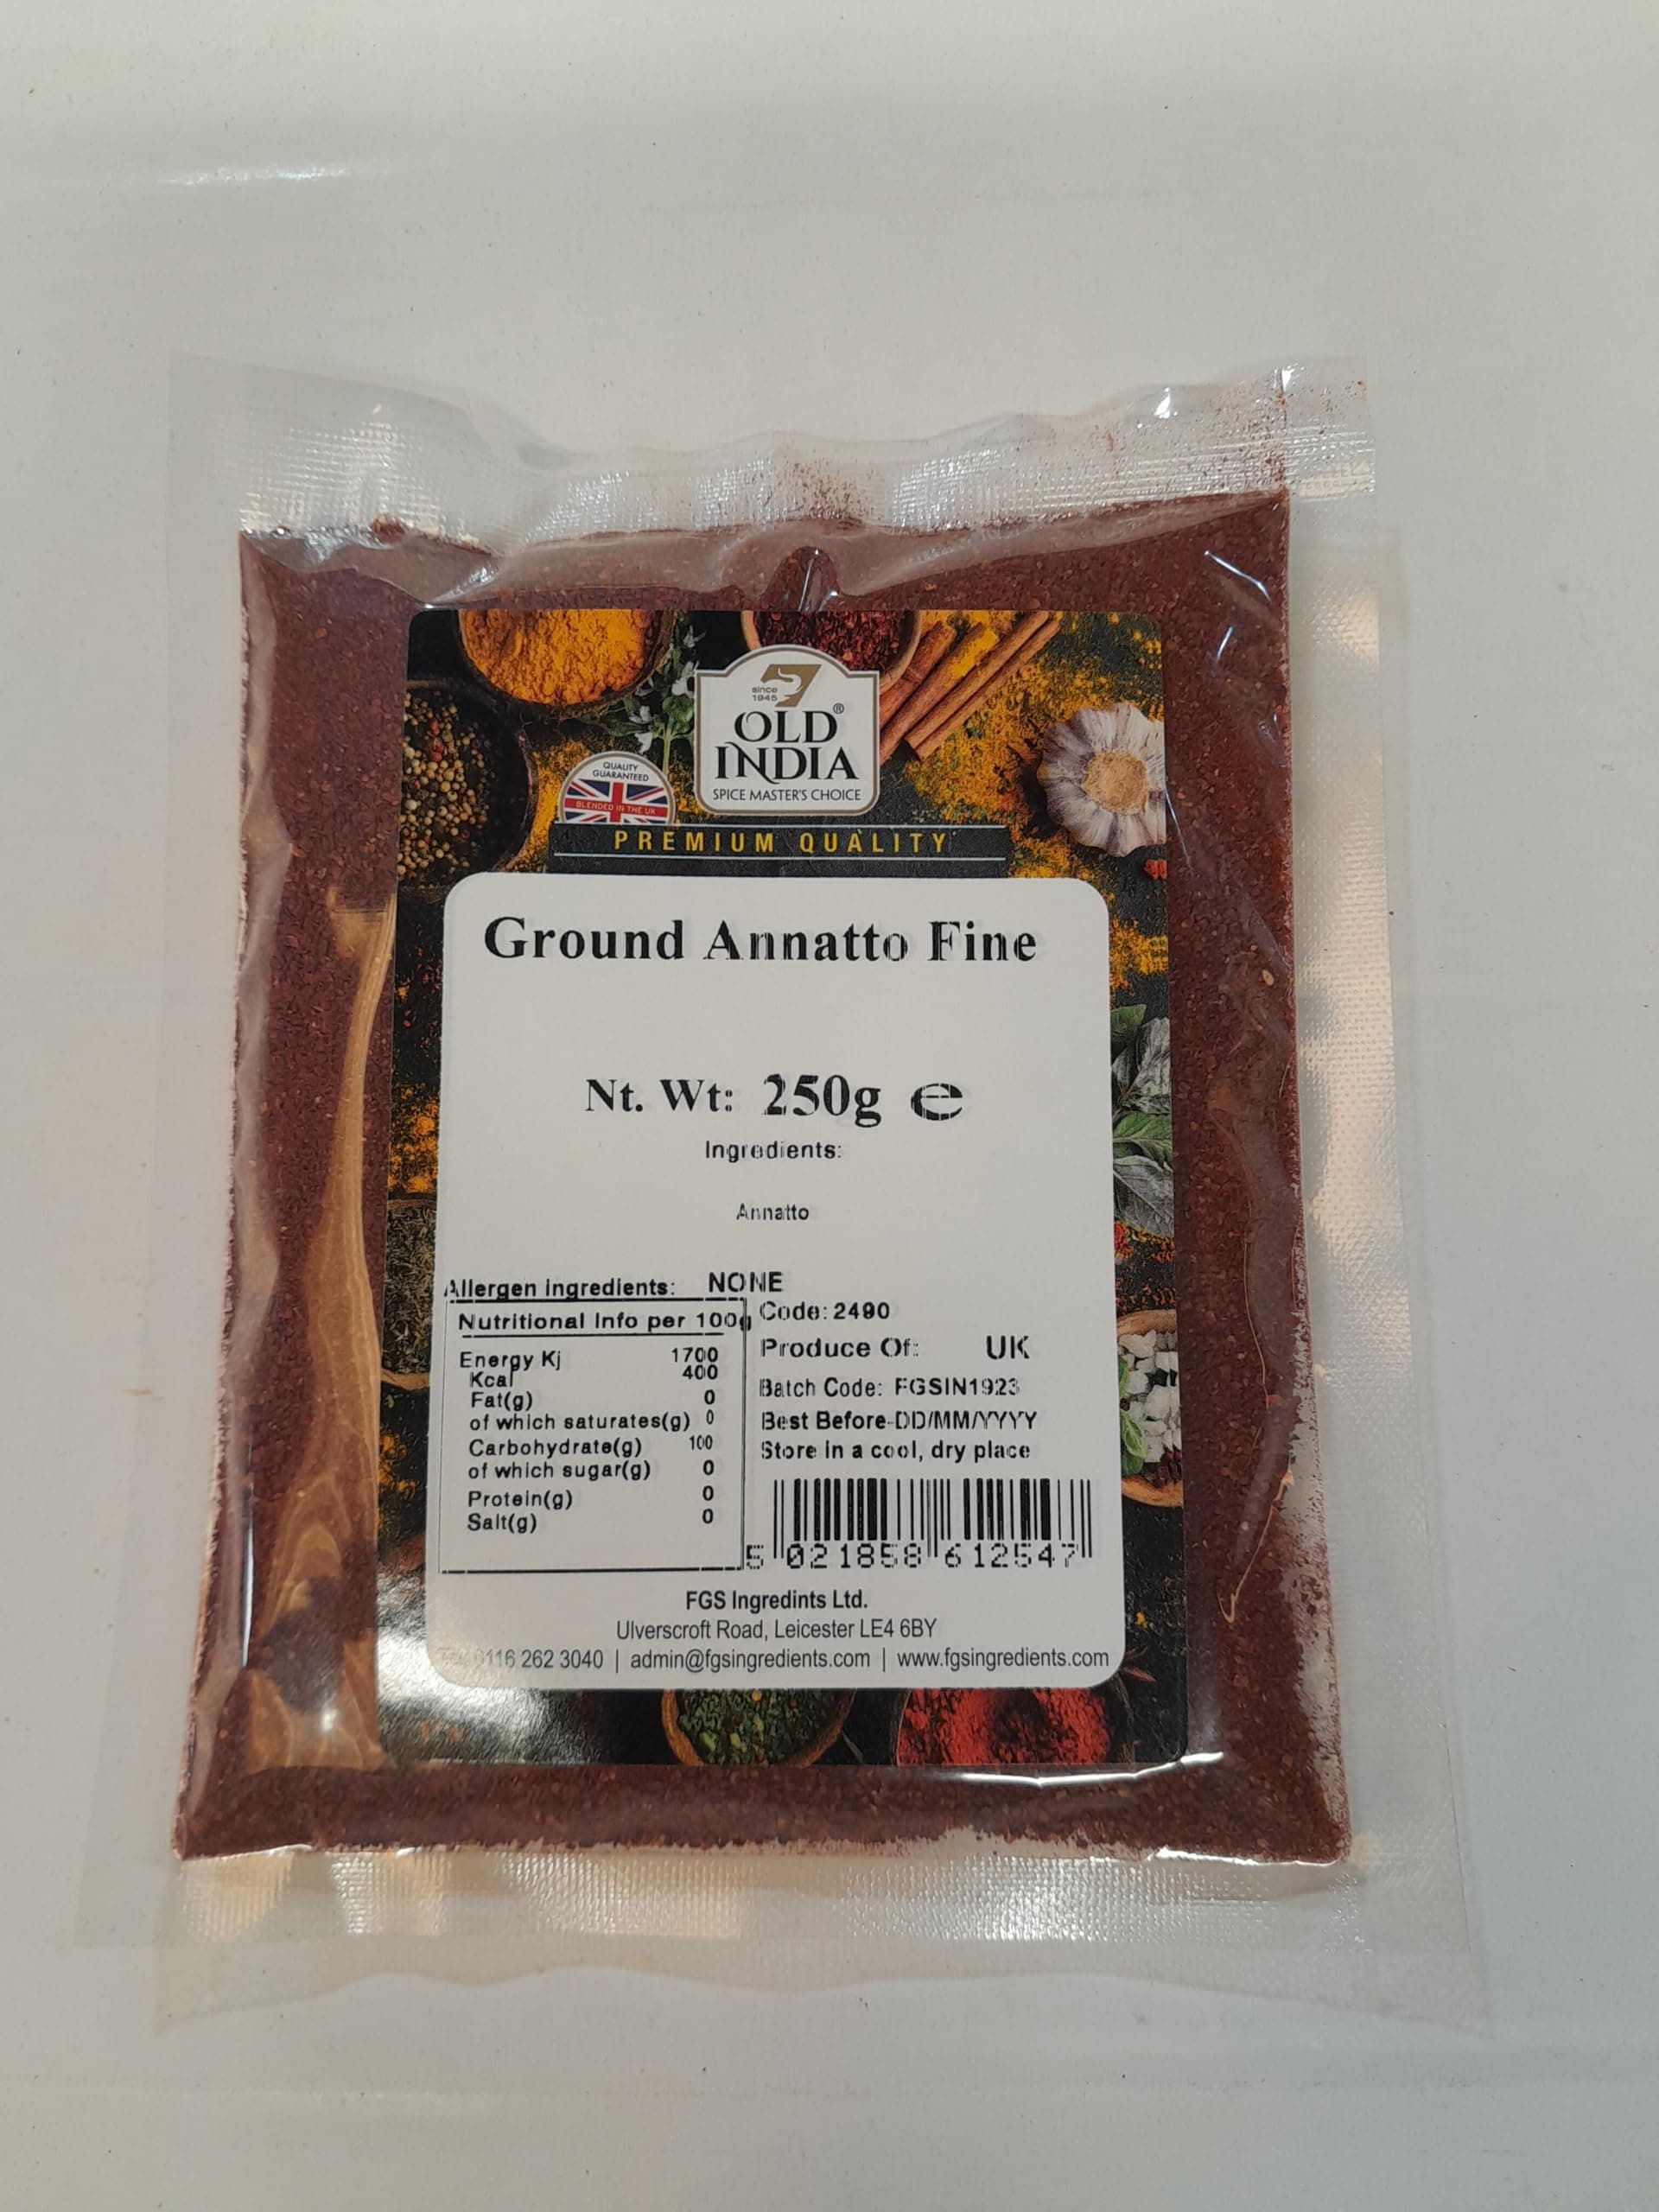 since
1945
OLD®
INDIA
SPICE MASTER'S CHOICE
QUALITY
GUARANTEED
BLENDED IN THE UK
PREMIUM QUALITY
Ground Annatto Fine
Nt. Wt: 250g ℮
Ingredients:
Annatto
Allergen ingredients: NONE
Nutritional Info per 100g
Energy Kj 1700
Kcal 400
Fat(g) 0
of which saturates(g) 0
Carbohydrate(g) 100
of which sugar(g) 0
Protein(g) 0
Salt(g) 0
Code: 2490
Produce Of: UK
Batch Code: FGSIN1923
Best Before-DD/MM/YYYY
Store in a cool, dry place
5 021858 612547
FGS Ingredints Ltd.
Ulverscroft Road, Leicester LE4 6BY
0116 262 3040 | admin@fgsingredients.com | www.fgsingredients.com